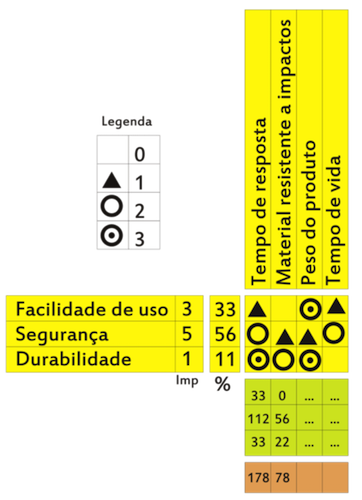 Legenda
0
1
2
3
Tempo de resposta
Material resistente a impactos
Peso do produto
Tempo de vida
Facilidade de uso 3 33
Segurança 5 56
Durabilidade 1 11
Imp %
33 0 ... ...
112 56 ... ...
33 22 ... ...
178 78